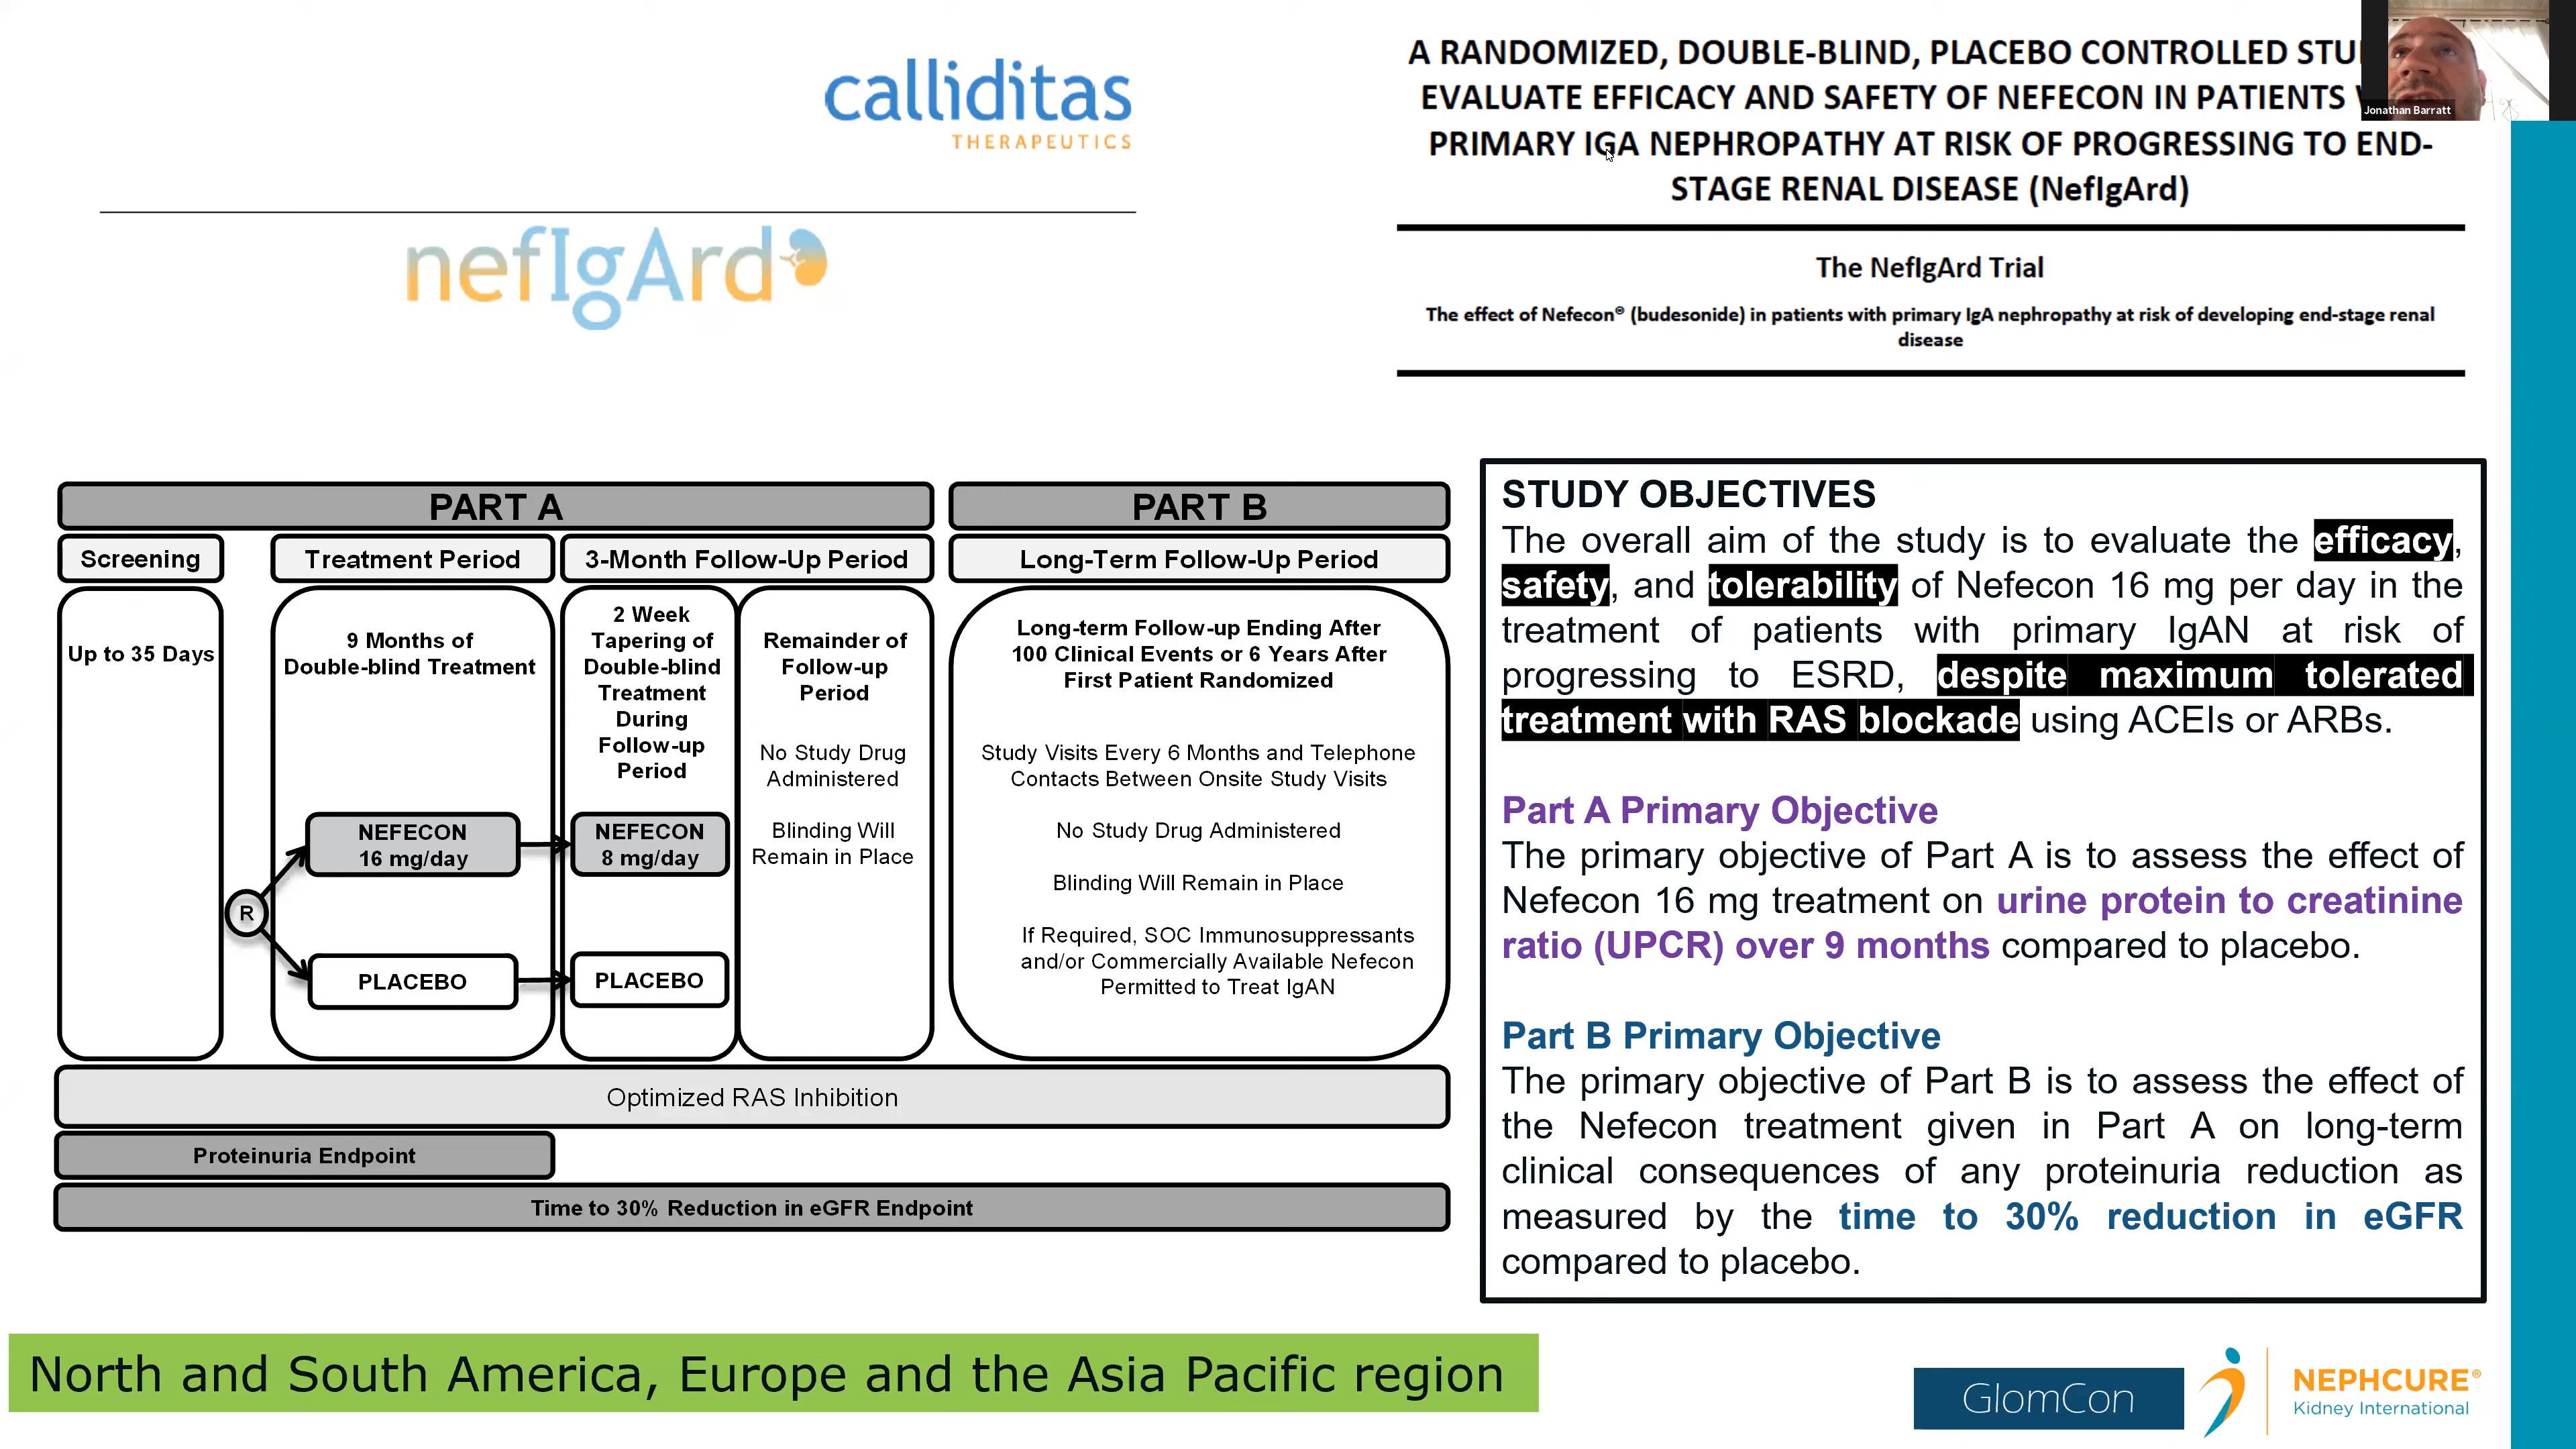 calliditas
THERAPEUTICS
nefIgArd
A RANDOMIZED, DOUBLE-BLIND, PLACEBO CONTROLLED
EVALUATE EFFICACY AND SAFETY OF NEFECON IN PATIENTS
PRIMARY IGA NEPHROPATHY AT RISK OF PROGRESSING TO END-
STAGE RENAL DISEASE (NefIgArd)
Jonathan Barratt
The NefIgArd Trial
The effect of Nefecon® (budesonide) in patients with primary IgA nephropathy at risk of developing end-stage renal
disease
PART A
PART B
Screening
Treatment Period
3-Month Follow-Up Period
Long-Term Follow-Up Period
Up to 35 Days
9 Months of
Double-blind Treatment
2 Week
Tapering of
Double-blind
Treatment
During
Follow-up
Period
Remainder of
Follow-up
Period
No Study Drug
Administered
Blinding Will
Remain in Place
Long-term Follow-up Ending After
100 Clinical Events or 6 Years After
First Patient Randomized
Study Visits Every 6 Months and Telephone
Contacts Between Onsite Study Visits
No Study Drug Administered
Blinding Will Remain in Place
If Required, SOC Immunosuppressants
and/or Commercially Available Nefecon
Permitted to Treat IgAN
R
NEFECON
16 mg/day
NEFECON
8 mg/day
PLACEBO
PLACEBO
Optimized RAS Inhibition
Proteinuria Endpoint
Time to 30% Reduction in eGFR Endpoint
STUDY OBJECTIVES
The overall aim of the study is to evaluate the efficacy,
safety, and tolerability of Nefecon 16 mg per day in the
treatment of patients with primary IgAN at risk of
progressing to ESRD, despite maximum tolerated
treatment with RAS blockade using ACEIs or ARBs.
Part A Primary Objective
The primary objective of Part A is to assess the effect of
Nefecon 16 mg treatment on urine protein to creatinine
ratio (UPCR) over 9 months compared to placebo.
Part B Primary Objective
The primary objective of Part B is to assess the effect of
the Nefecon treatment given in Part A on long-term
clinical consequences of any proteinuria reduction as
measured by the time to 30% reduction in eGFR
compared to placebo.
North and South America, Europe and the Asia Pacific region
GlomCon
NEPHCURE®
Kidney International